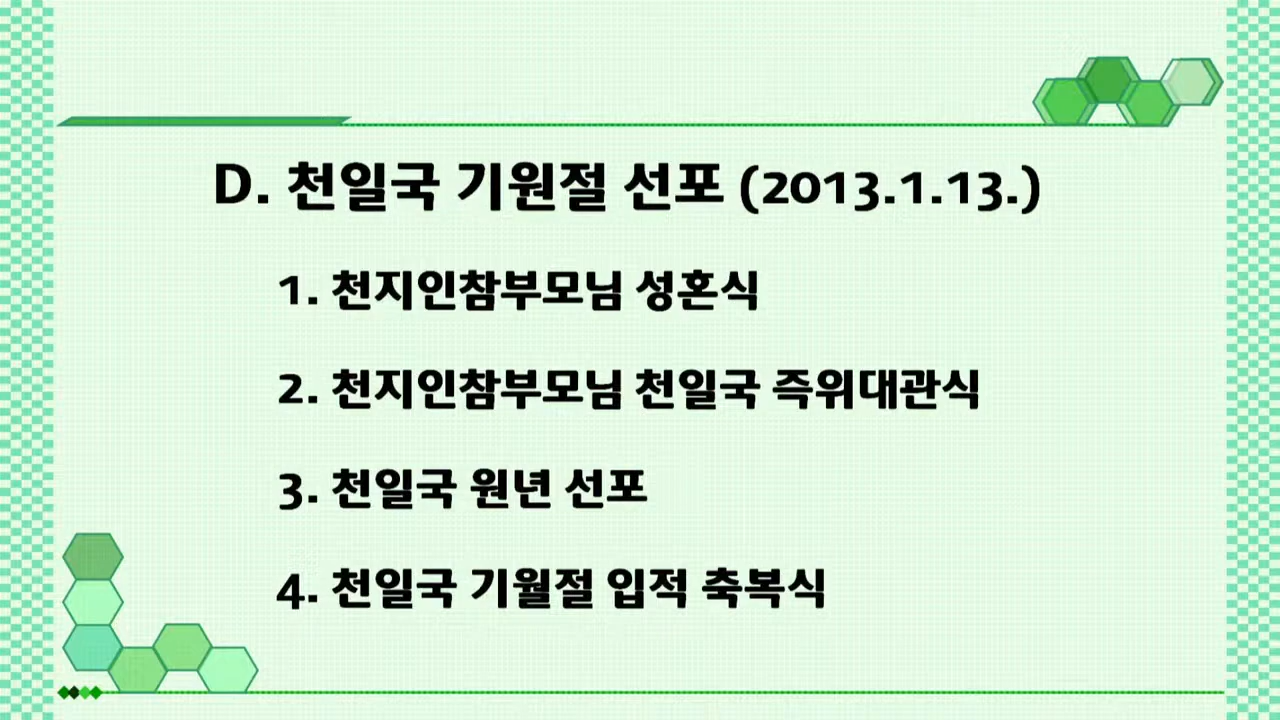 D. 천일국 기원절 선포 (2013.1.13.)
1. 천지인참부모님 성혼식
2. 천지인참부모님 천일국 즉위대관식
3. 천일국 원년 선포
4. 천일국 기월절 입적 축복식